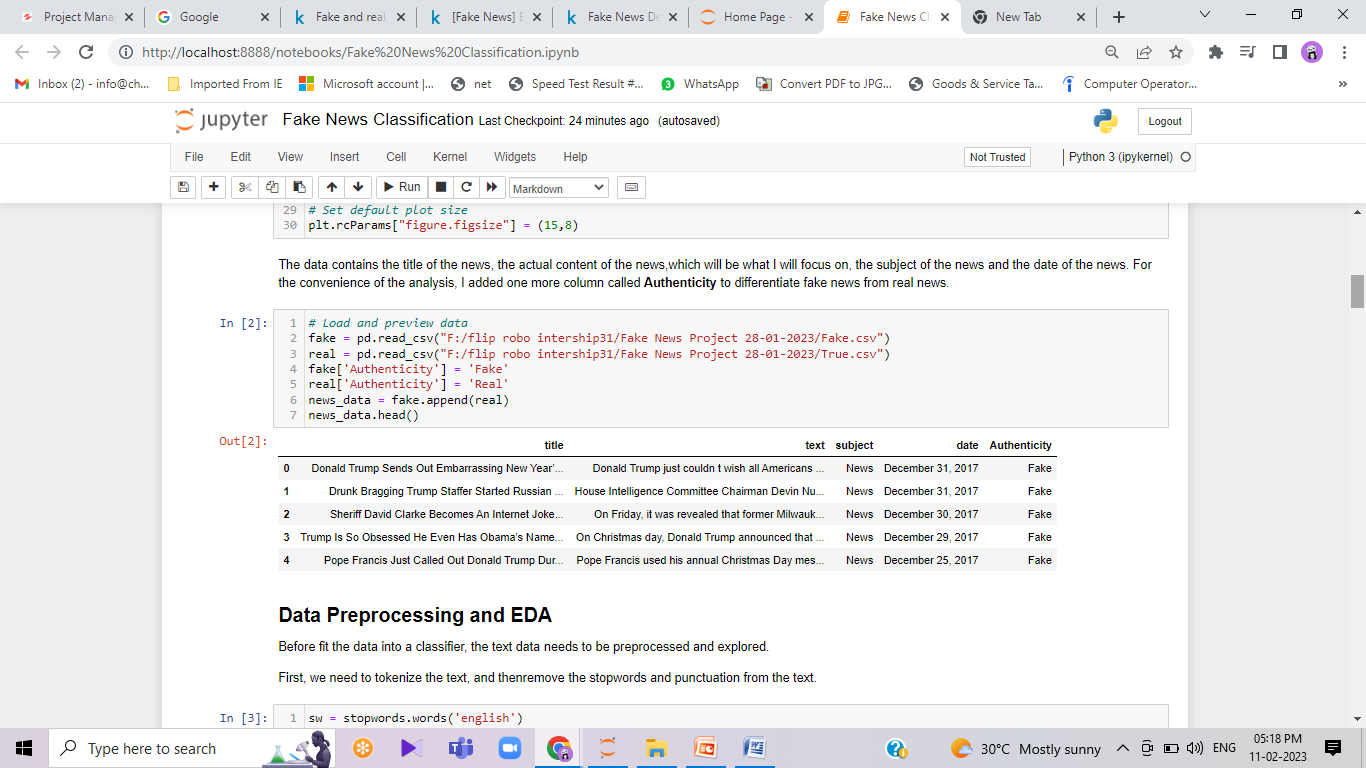 Project Mana
Google
Fake and real
[Fake News] E
Fake News De
Home Page -
Fake News Cl
New Tab
http://localhost:8888/notebooks/Fake%20News%20Classification.ipynb
Inbox (2) - info@ch...
Imported From IE
Microsoft account |...
net
Speed Test Result #...
3 WhatsApp
Convert PDF to JPG...
Goods & Service Ta...
Computer Operator...
»
jupyter Fake News Classification Last Checkpoint: 24 minutes ago (autosaved)
Logout
File Edit View Insert Cell Kernel Widgets Help
Not Trusted
Python 3 (ipykernel)
Run
Markdown
29 # Set default plot size
30 plt.rcParams["figure.figsize"] = (15,8)
The data contains the title of the news, the actual content of the news,which will be what I will focus on, the subject of the news and the date of the news. For
the convenience of the analysis, I added one more column called Authenticity to differentiate fake news from real news.
In [2]:
1 # Load and preview data
2 fake = pd.read_csv("F:/flip robo intership31/Fake News Project 28-01-2023/Fake.csv")
3 real = pd.read_csv("F:/flip robo intership31/Fake News Project 28-01-2023/True.csv")
4 fake['Authenticity'] = 'Fake'
5 real['Authenticity'] = 'Real'
6 news_data = fake.append(real)
7 news_data.head()
Out[2]:
title text subject date Authenticity
0 Donald Trump Sends Out Embarrassing New Year'... Donald Trump just couldn t wish all Americans ... News December 31, 2017 Fake
1 Drunk Bragging Trump Staffer Started Russian ... House Intelligence Committee Chairman Devin Nu... News December 31, 2017 Fake
2 Sheriff David Clarke Becomes An Internet Joke... On Friday, it was revealed that former Milwauk... News December 30, 2017 Fake
3 Trump Is So Obsessed He Even Has Obama's Name... On Christmas day, Donald Trump announced that ... News December 29, 2017 Fake
4 Pope Francis Just Called Out Donald Trump Dur... Pope Francis used his annual Christmas Day mes... News December 25, 2017 Fake
Data Preprocessing and EDA
Before fit the data into a classifier, the text data needs to be preprocessed and explored.
First, we need to tokenize the text, and thenremove the stopwords and punctuation from the text.
In [3]:
1 sw = stopwords.words('english')
Type here to search
30°C Mostly sunny
ENG
05:18 PM
11-02-2023